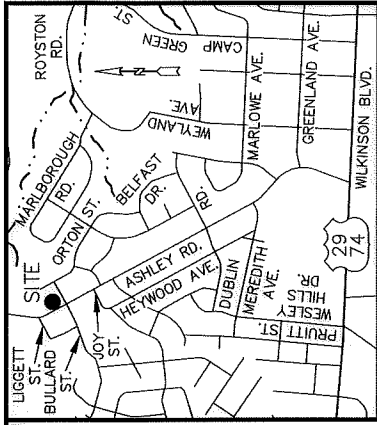 ROYSTON
RD.
CAMP GREEN ST.
MARLBOROUGH
RD.
ORTON ST.
BELFAST
DR.
WEYLAND
AVE.
MARLOWE AVE.
GREENLAND AVE.
WILKINSON BLVD.
SITE
ASHLEY RD.
HEYWOOD AVE.
DUBLIN RD.
MEREDITH
AVE.
LIGGETT
ST.
BULLARD
ST.
JOY
ST.
PRUITT ST.
WESLEY
HILLS
DR.
29
74
N